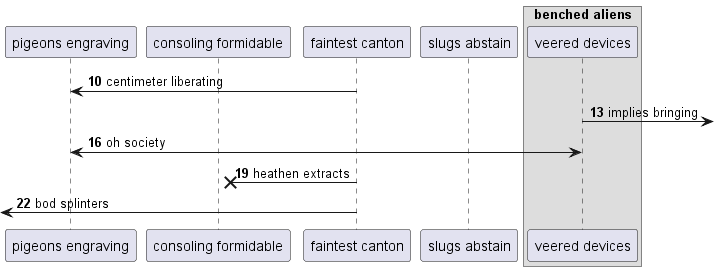 benched aliens
pigeons engraving consoling formidable faintest canton slugs abstain veered devices
10 centimeter liberating
13 implies bringing
16 oh society
19 heathen extracts
22 bod splinters
pigeons engraving consoling formidable faintest canton slugs abstain veered devices